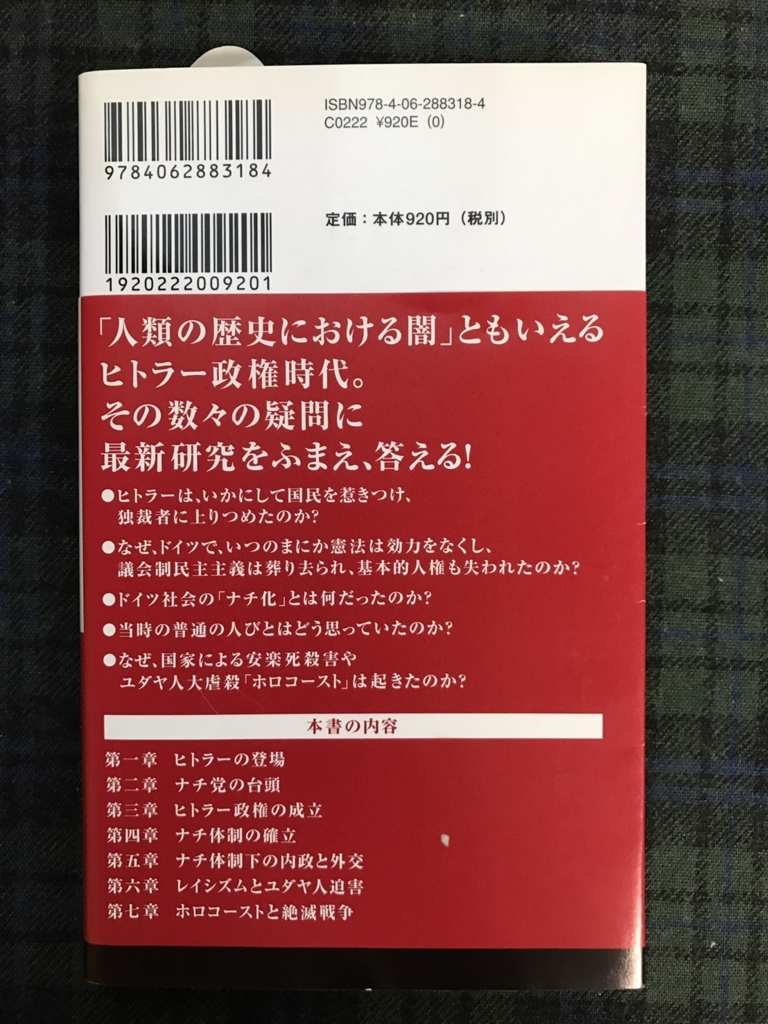 ISBN978-4-06-288318-4
C0222 ¥920E (0)
9784062883184
定価：本体920円（税別）
1920222009201
「人類の歴史における闇」ともいえる
ヒトラー政権時代。
その数々の疑問に
最新研究をふまえ、答える!
●ヒトラーは、いかにして国民を惹きつけ、
独裁者に上りつめたのか?
●なぜ、ドイツで、いつのまにか憲法は効力をなくし、
議会制民主主義は葬り去られ、基本的人権も失われたのか?
●ドイツ社会の「ナチ化」とは何だったのか?
●当時の普通の人びとはどう思っていたのか?
●なぜ、国家による安楽死殺害や
ユダヤ人大虐殺「ホロコースト」は起きたのか?
本書の内容
第一章 ヒトラーの登場
第二章 ナチ党の台頭
第三章 ヒトラー政権の成立
第四章 ナチ体制の確立
第五章 ナチ体制下の内政と外交
第六章 レイシズムとユダヤ人迫害
第七章 ホロコーストと絶滅戦争